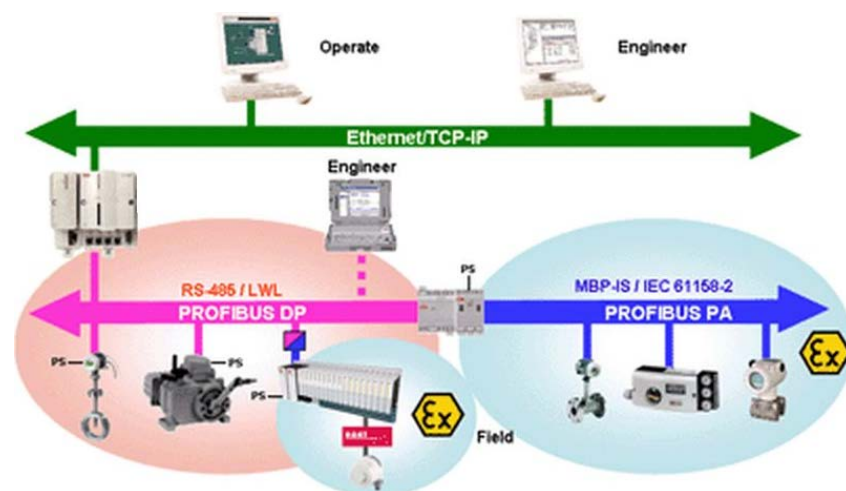 Operate
Engineer
Ethernet/TCP-IP
Engineer
PS
RS-485 / LWL
MBP-IS / IEC 61158-2
PROFIBUS DP
PROFIBUS PA
PS
PS
PS
Ex
Ex
Field